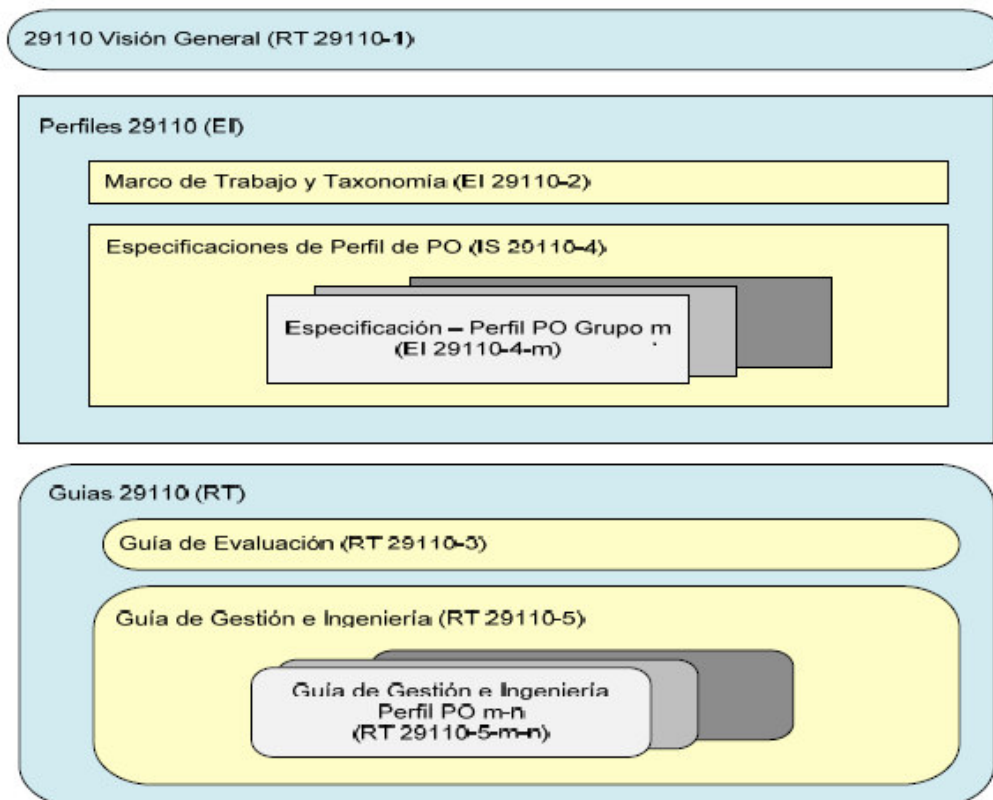 29110 Visión General (RT 29110-1)
Perfiles 29110 (EI)
Marco de Trabajo y Taxonomía (EI 29110-2)
Especificaciones de Perfil de PO (IS 29110-4)
Especificación – Perfil PO Grupo m
(EI 29110-4-m)
Guias 29110 (RT)
Guía de Evaluación (RT 29110-3)
Guía de Gestión e Ingeniería (RT 29110-5)
Guía de Gestión e Ingeniería
Perfil PO m-n
(RT 29110-5-m-n)